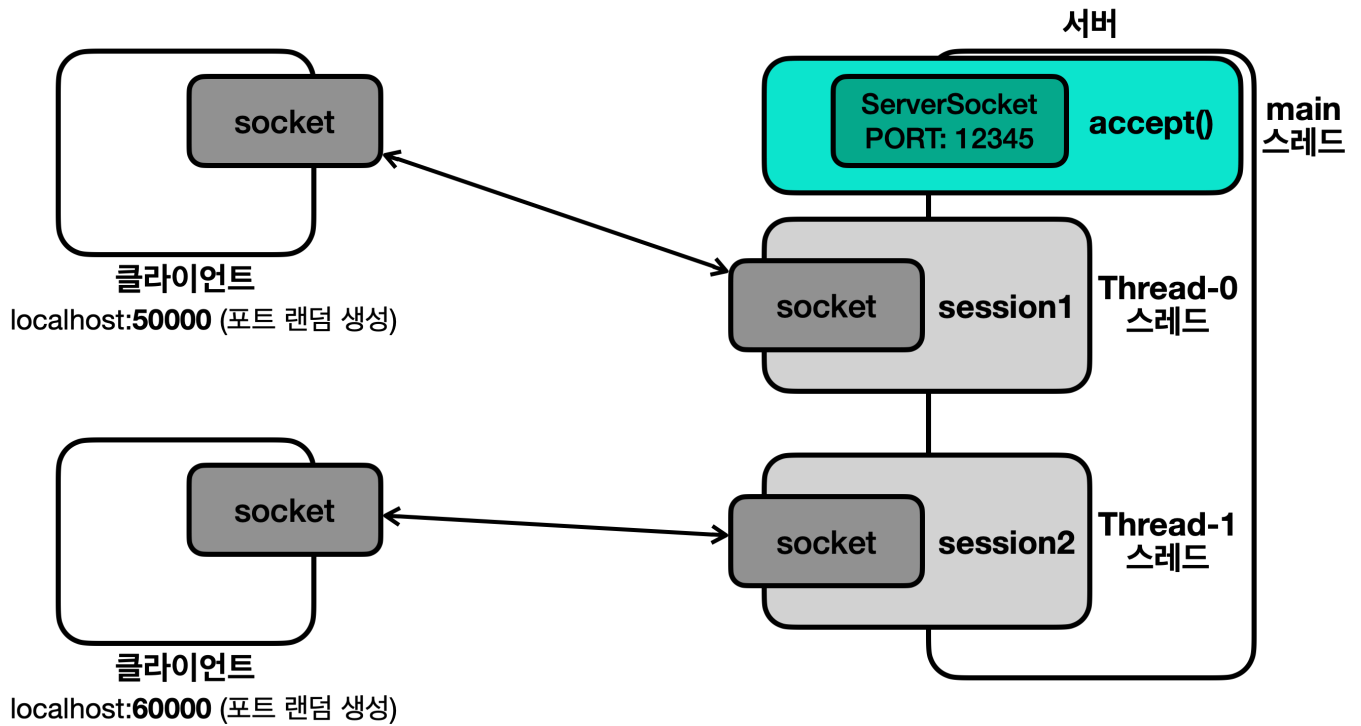 서버
socket
ServerSocket
PORT: 12345
accept()
main
스레드
클라이언트
localhost:50000 (포트 랜덤 생성)
socket
session1
Thread-0
스레드
socket
socket
session2
Thread-1
스레드
클라이언트
localhost:60000 (포트 랜덤 생성)